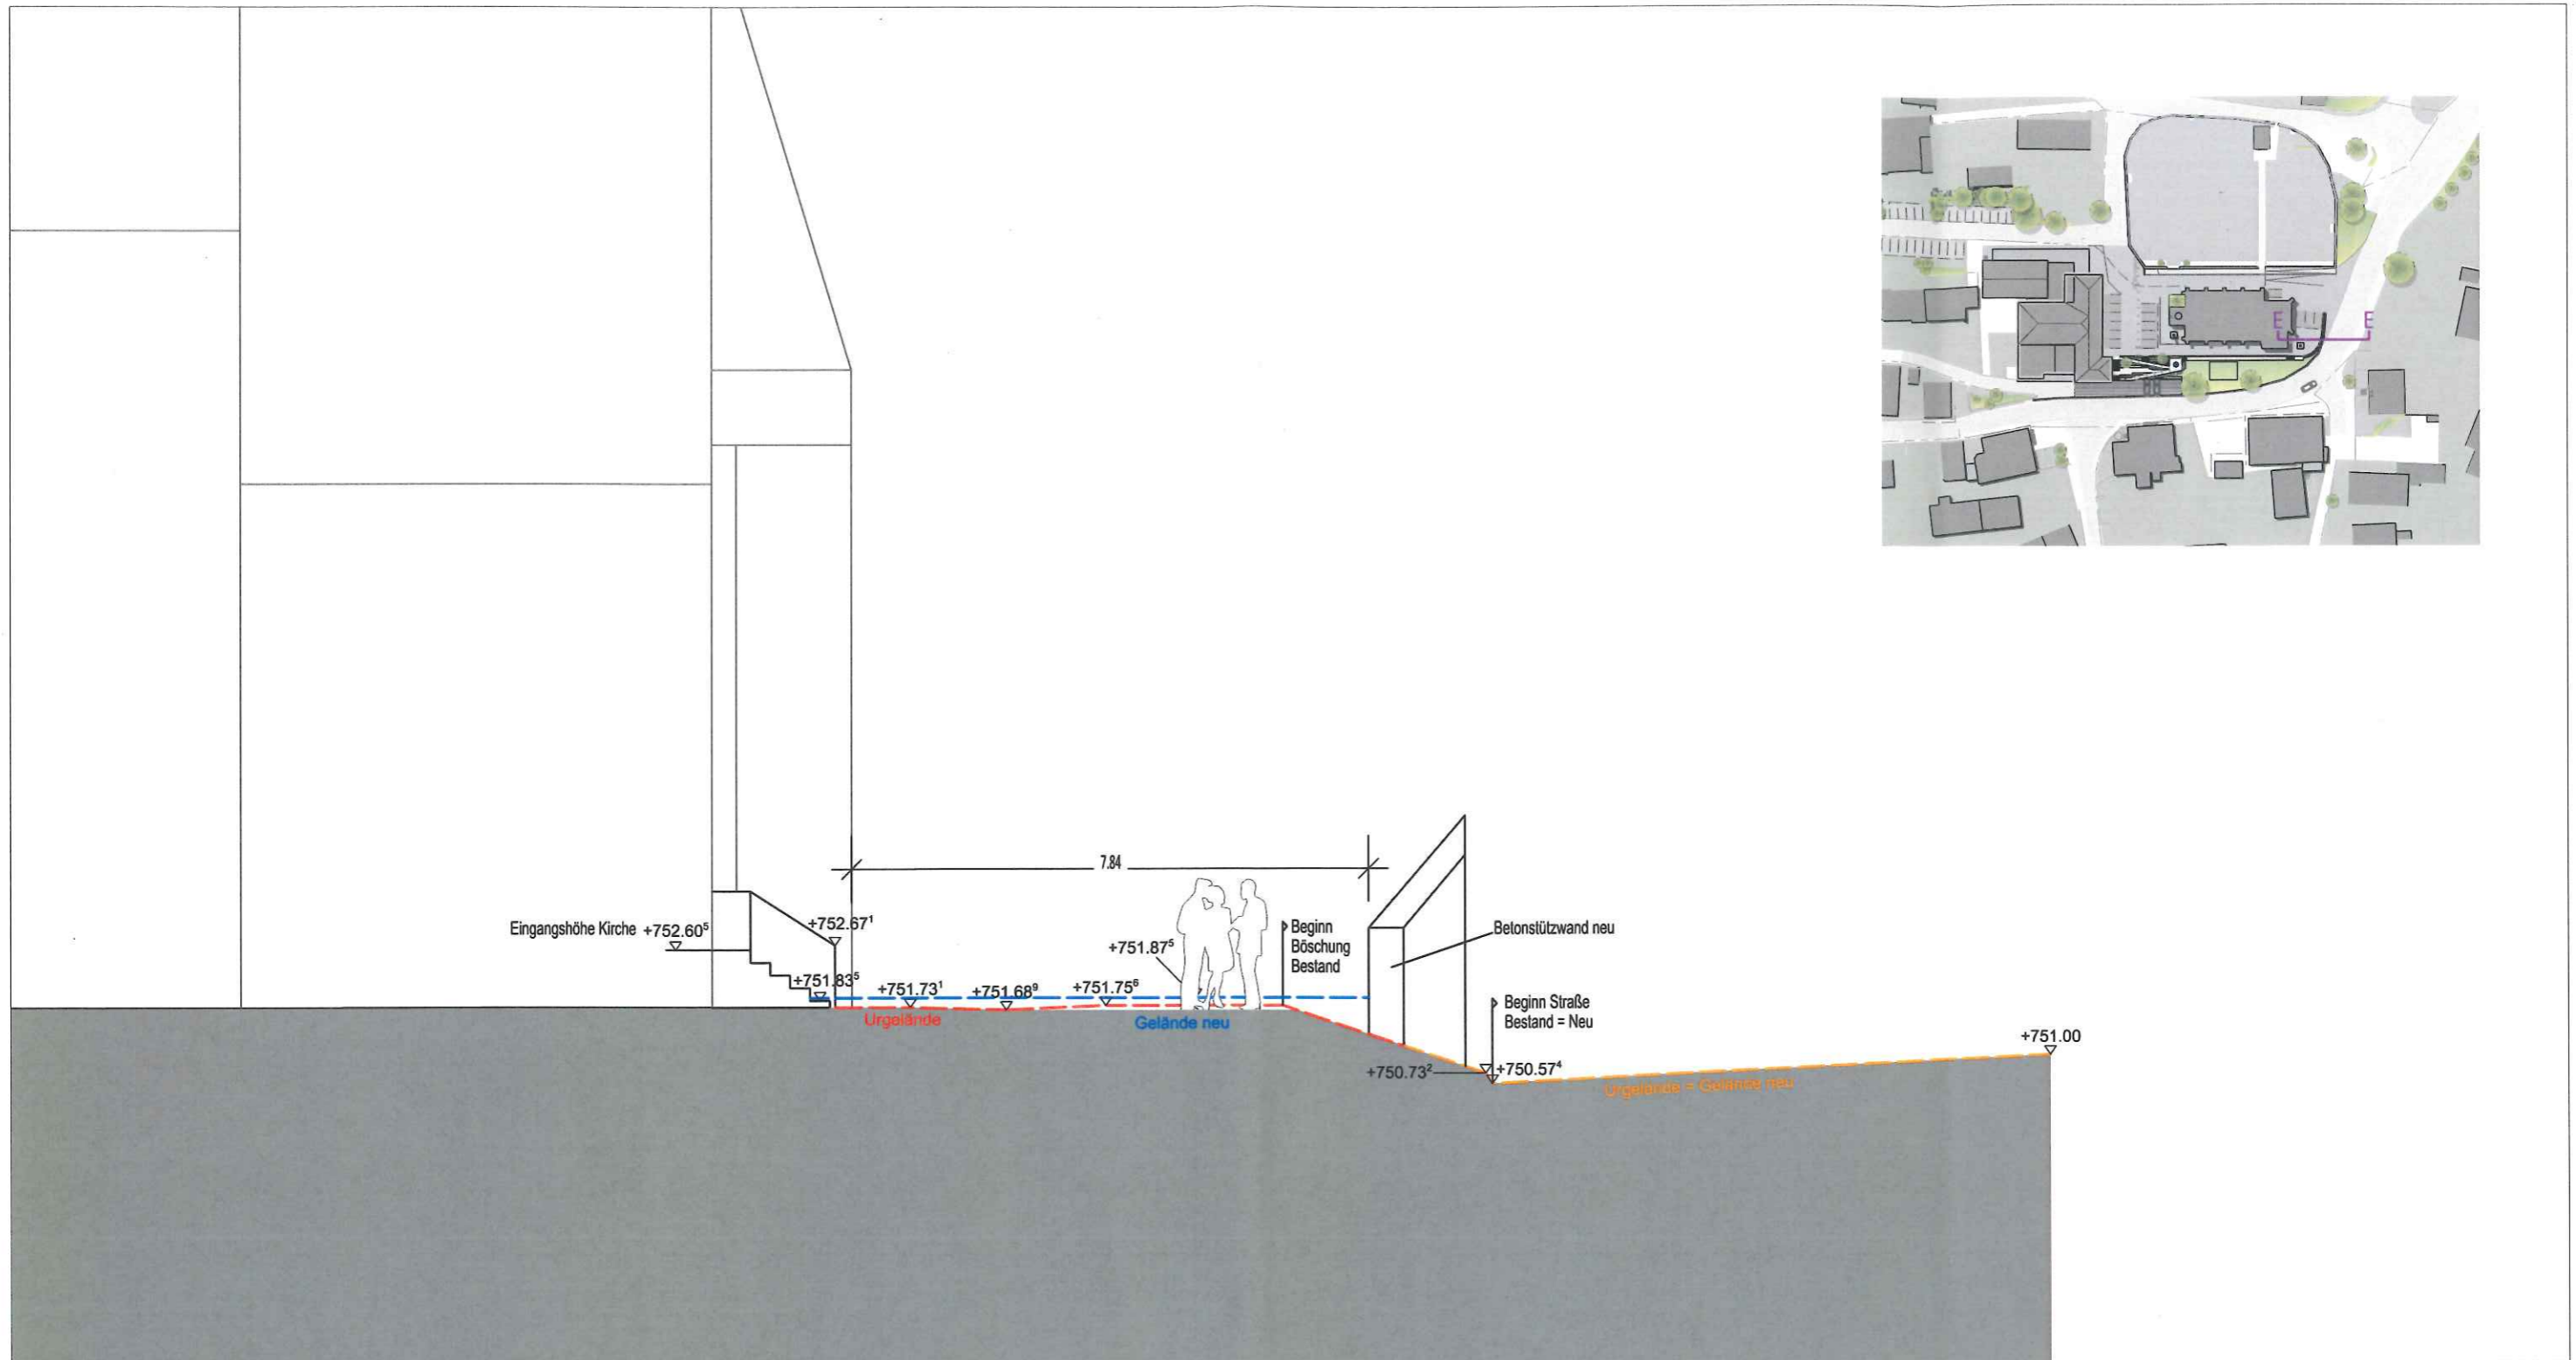 E E
7.84
Eingangshöhe Kirche +752.60⁵
+752.67¹
+751.83⁵
+751.73¹
+751.68⁹
+751.75⁶
+751.87⁵
Beginn
Böschung
Bestand
Betonstützwand neu
Urgelände
Gelände neu
Beginn Straße
Bestand = Neu
+750.73²
+750.57⁴
Urgelände = Gelände neu
+751.00